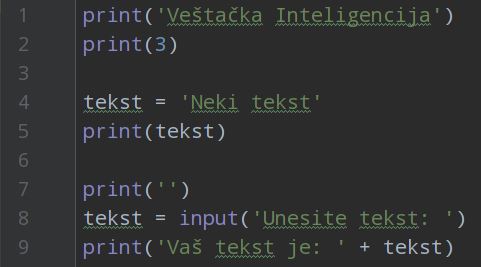 1 print('Veštačka Inteligencija')
2 print(3)
3
4 tekst = 'Neki tekst'
5 print(tekst)
6
7 print('')
8 tekst = input('Unesite tekst: ')
9 print('Vaš tekst je: ' + tekst)